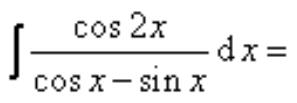 ∫ cos 2x / (cos x − sin x) dx =